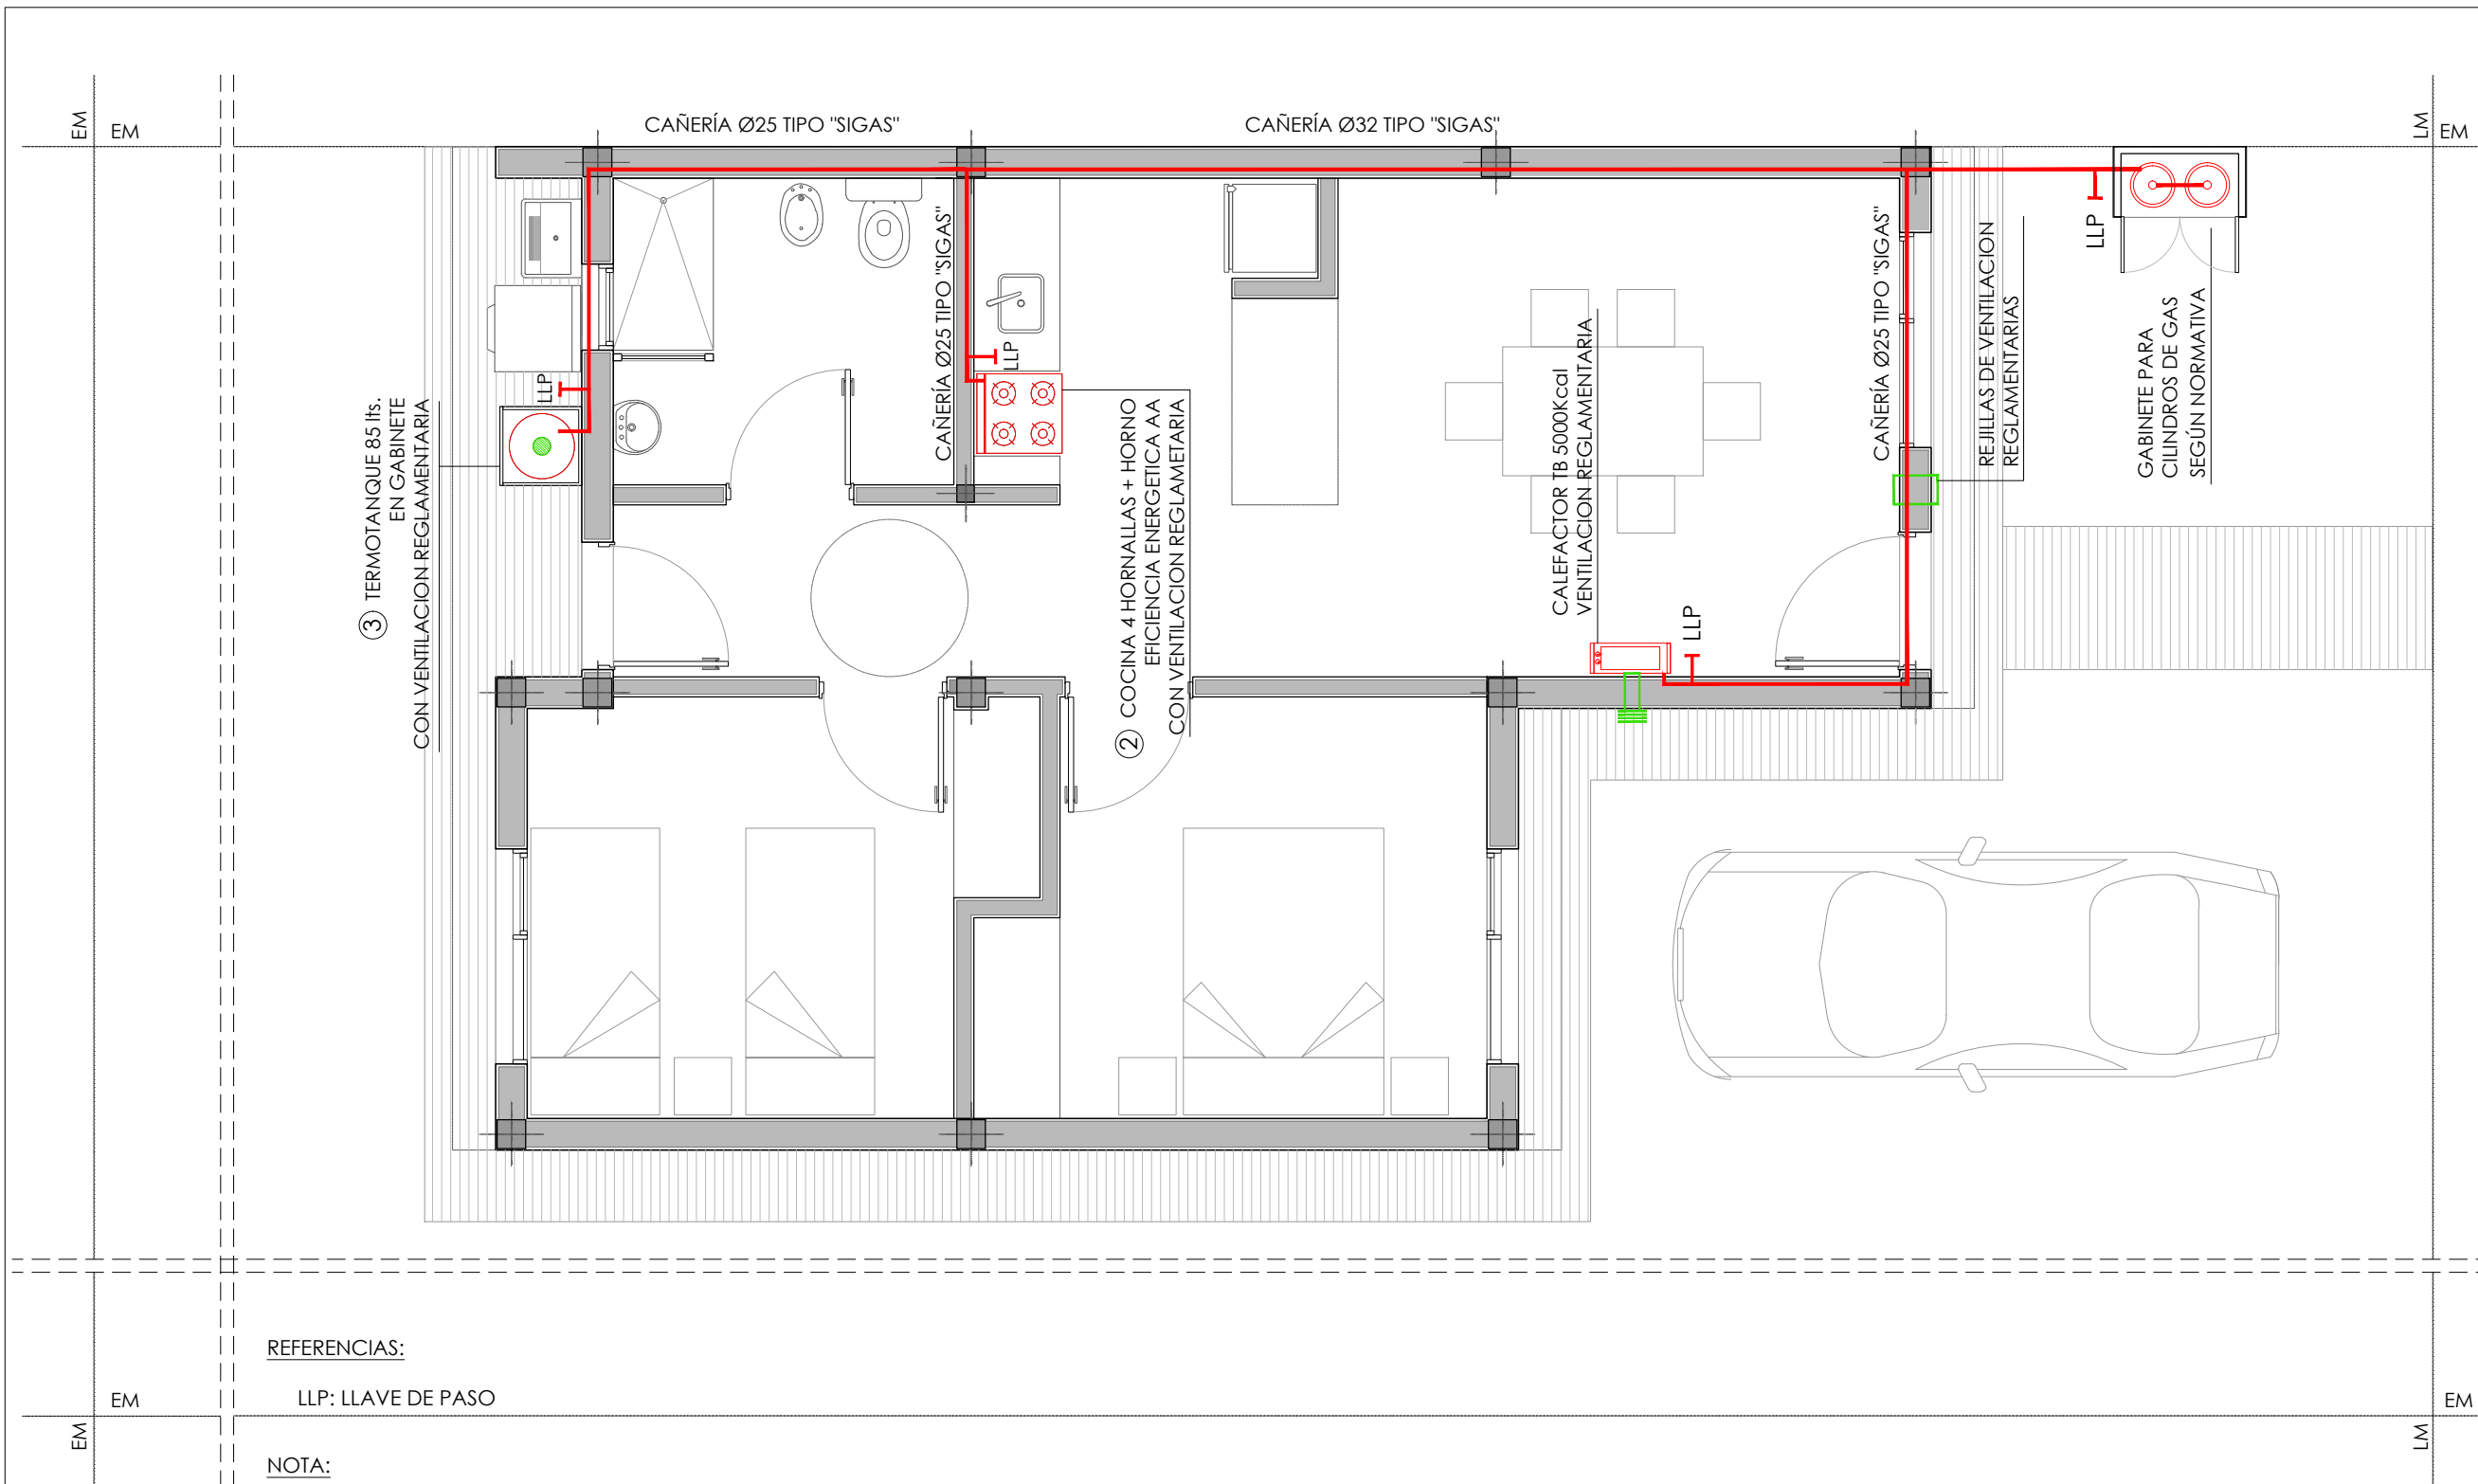 EM
EM
CAÑERÍA Ø25 TIPO "SIGAS"
CAÑERÍA Ø32 TIPO "SIGAS"
LM
EM
③ TERMOTANQUE 85 lts.
EN GABINETE
CON VENTILACION REGLAMENTARIA
LLP
CAÑERÍA Ø25 TIPO "SIGAS"
LLP
② COCINA 4 HORNALLAS + HORNO
EFICIENCIA ENERGETICA AA
CON VENTILACION REGLAMETARIA
CALEFACTOR TB 5000Kcal
VENTILACION REGLAMENTARIA
LLP
CAÑERÍA Ø25 TIPO "SIGAS"
REJILLAS DE VENTILACION
REGLAMENTARIAS
LLP
GABINETE PARA
CILINDROS DE GAS
SEGÚN NORMATIVA
REFERENCIAS:
LLP: LLAVE DE PASO
EM
EM
EM
LM
NOTA: